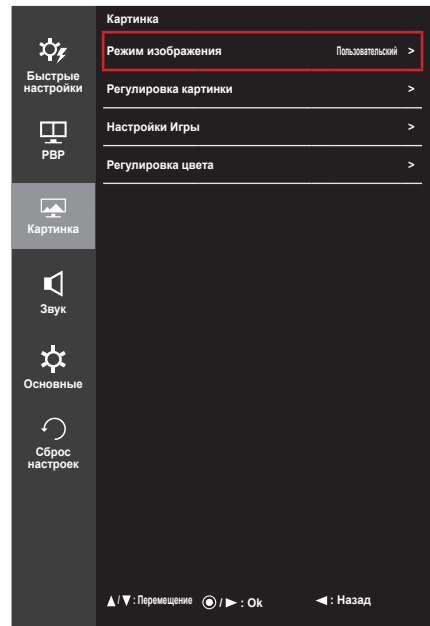 Быстрые
настройки
PBP
Картинка
Звук
Основные
Сброс
настроек
Картинка
Режим изображения Пользовательский >
Регулировка картинки >
Настройки Игры >
Регулировка цвета >
▲/▼: Перемещение ◉/►: Ok ◄: Назад